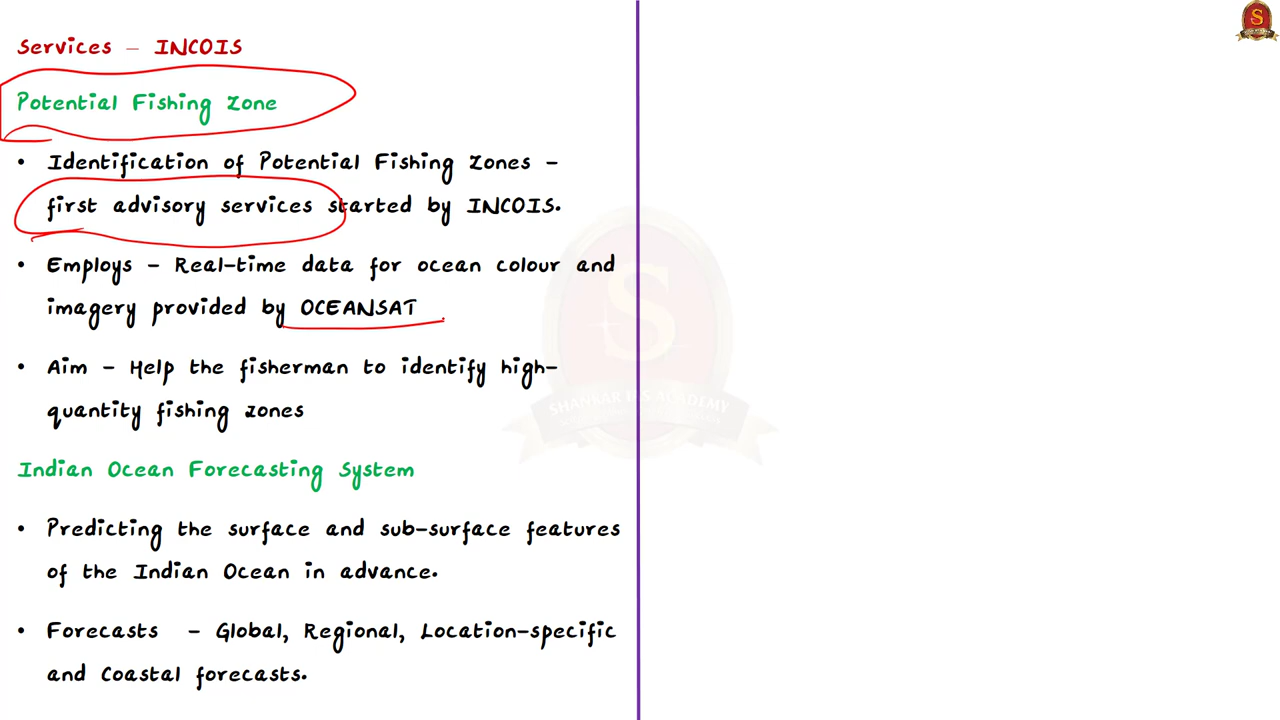 Services – INCOIS
Potential Fishing Zone
• Identification of Potential Fishing Zones –
first advisory services started by INCOIS.
• Employs – Real-time data for ocean colour and
imagery provided by OCEANSAT
• Aim – Help the fisherman to identify high-
quantity fishing zones
Indian Ocean Forecasting System
• Predicting the surface and sub-surface features
of the Indian Ocean in advance.
• Forecasts – Global, Regional, Location-specific
and Coastal forecasts.
S
SHANKAR IAS ACADEMY
S